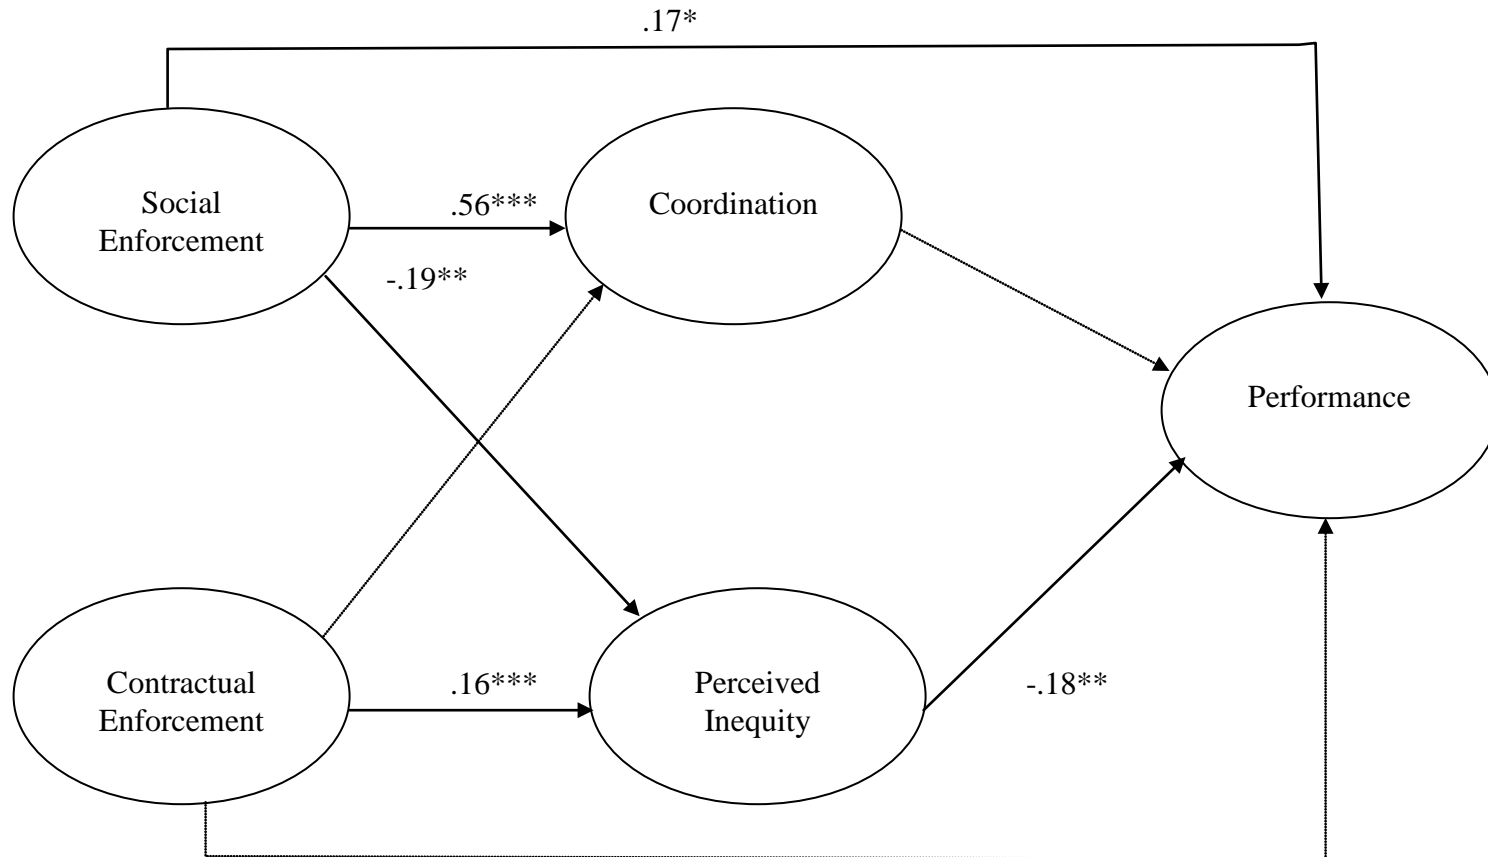 .17*
Social
Enforcement
.56***
Coordination
-.19**
Performance
Contractual
Enforcement
.16***
Perceived
Inequity
-.18**